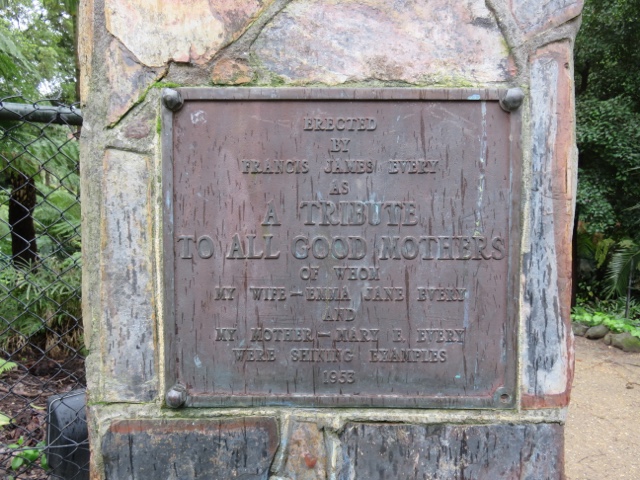 ERECTED
BY
FRANCIS JAMES EVERY
AS
A TRIBUTE
TO ALL GOOD MOTHERS
OF WHOM
MY WIFE — EMMA JANE EVERY
AND
MY MOTHER — MARY E. EVERY
WERE SHINING EXAMPLES
1953